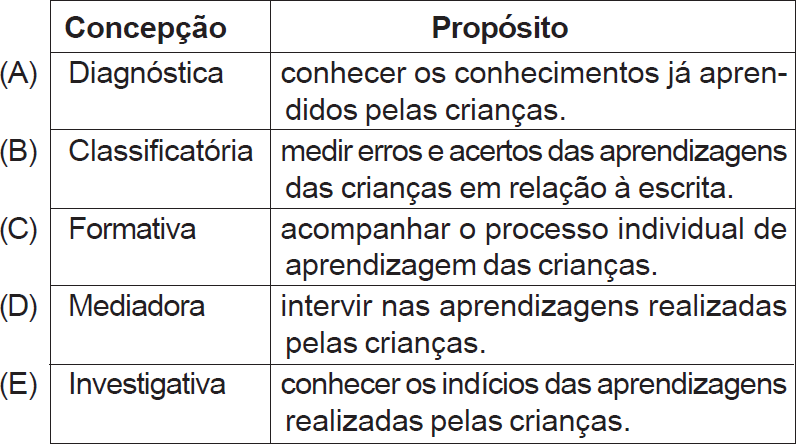 Concepção Propósito
(A) Diagnóstica conhecer os conhecimentos já apren-
didos pelas crianças.
(B) Classificatória medir erros e acertos das aprendizagens
das crianças em relação à escrita.
(C) Formativa acompanhar o processo individual de
aprendizagem das crianças.
(D) Mediadora intervir nas aprendizagens realizadas
pelas crianças.
(E) Investigativa conhecer os indícios das aprendizagens
realizadas pelas crianças.